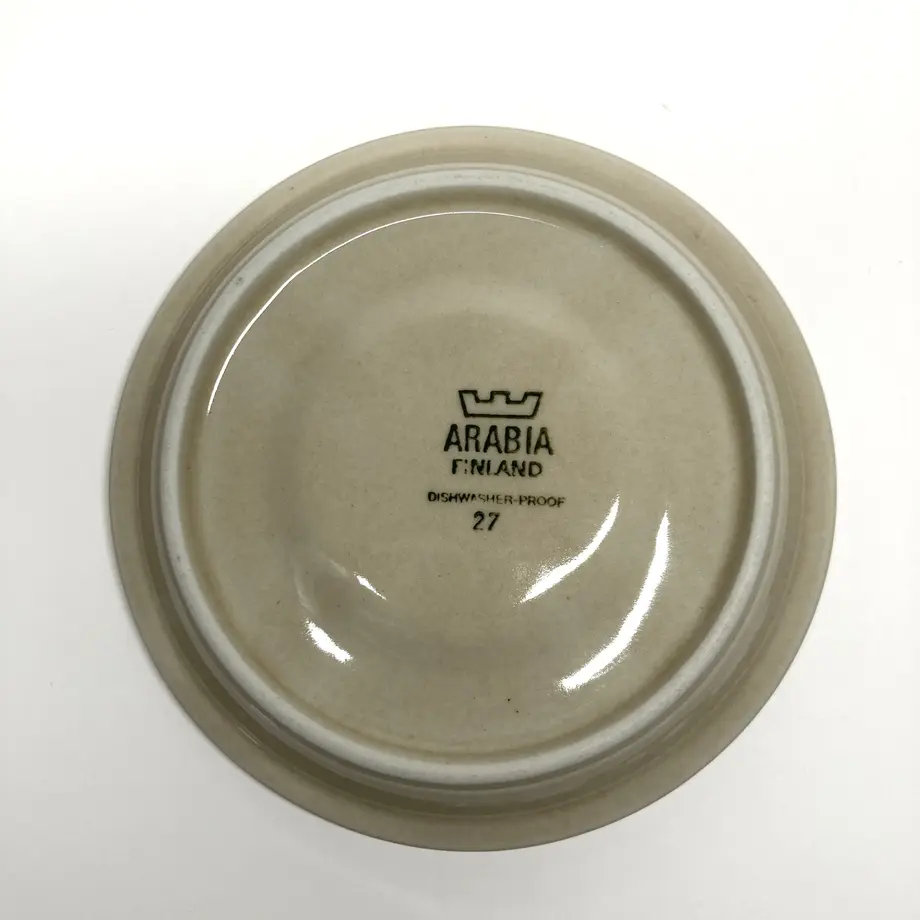 ARABIA
FINLAND
DISHWASHER-PROOF
27